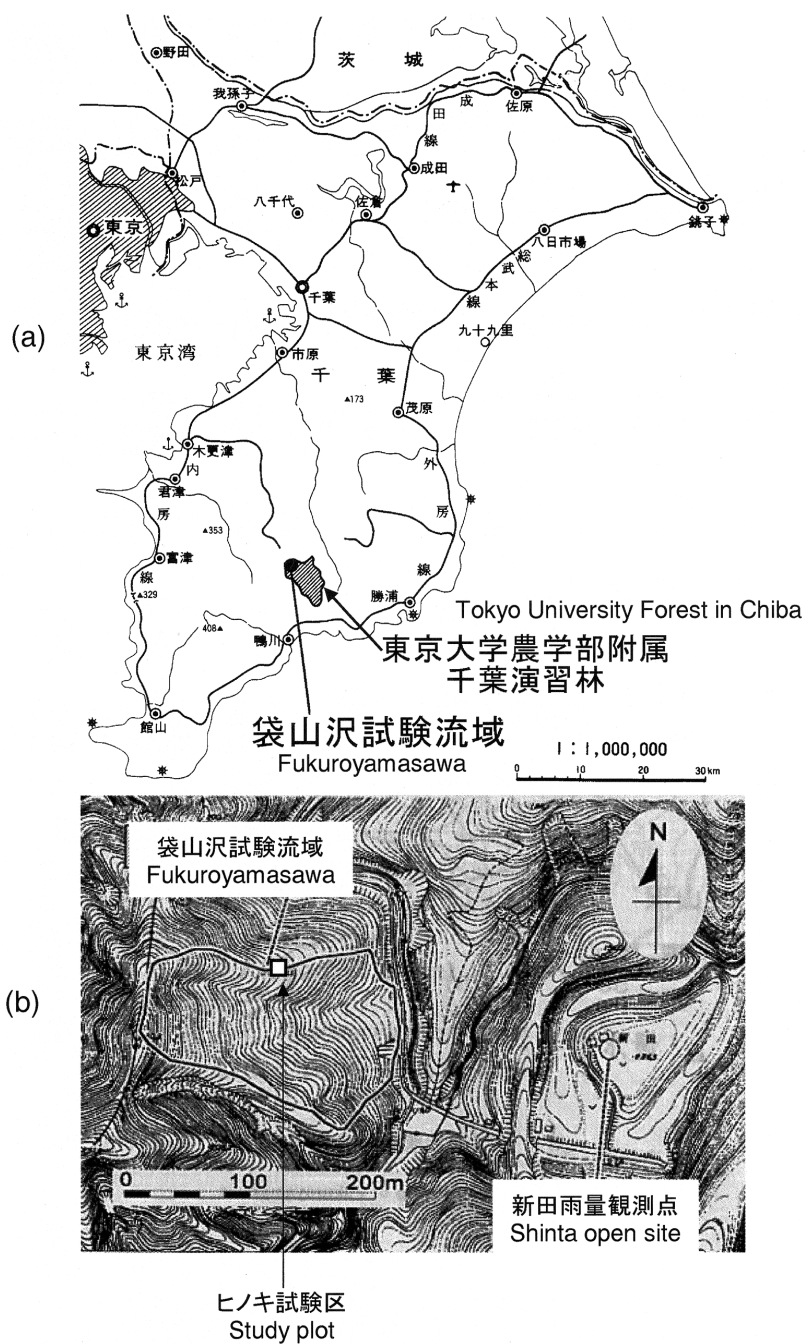 (a)
野田
茨城
我孫子
成田線
佐原
松戸
成田
八千代
佐倉
東京
銚子
八日市場
総武本線
千葉
九十九里
東京湾
市原
千葉
▲173
茂原
木更津
君津
内房線
外房線
▲353
富津
▲329
勝浦
408▲
鴨川
館山
Tokyo University Forest in Chiba
東京大学農学部附属
千葉演習林
袋山沢試験流域
Fukuroyamasawa
1:1,000,000
0 10 20 30km
(b)
袋山沢試験流域
Fukuroyamasawa
N
新田
0 100 200m
新田雨量観測点
Shinta open site
ヒノキ試験区
Study plot